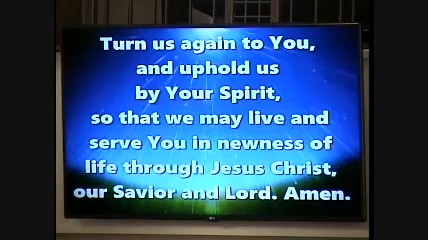 Turn us again to You,
and uphold us
by Your Spirit,
so that we may live and
serve You in newness of
life through Jesus Christ,
our Savior and Lord. Amen.